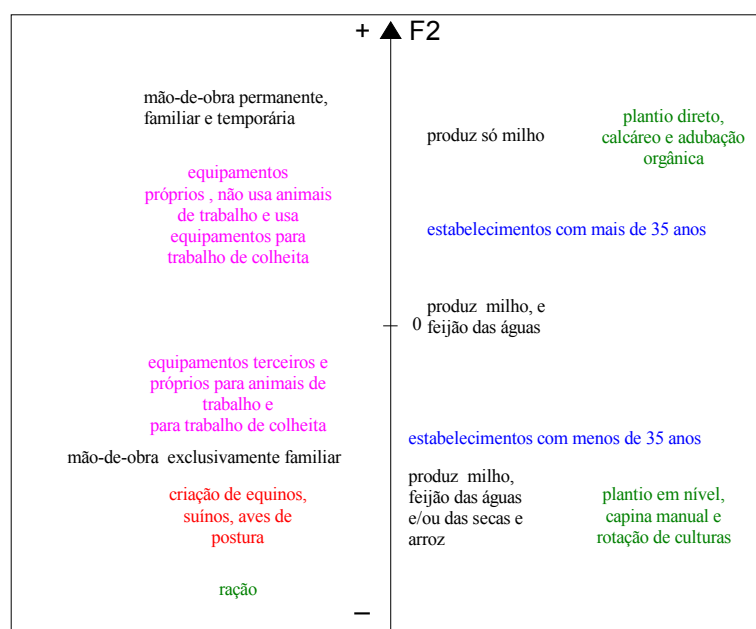 + F2
mão-de-obra permanente,
familiar e temporária
produz só milho
plantio direto,
calcáreo e adubação
orgânica
equipamentos
próprios , não usa animais
de trabalho e usa
equipamentos para
trabalho de colheita
estabelecimentos com mais de 35 anos
produz milho, e
feijão das águas
0
equipamentos terceiros e
próprios para animais de
trabalho e
para trabalho de colheita
estabelecimentos com menos de 35 anos
mão-de-obra exclusivamente familiar
produz milho,
feijão das águas
e/ou das secas e
arroz
criação de equinos,
suínos, aves de
postura
plantio em nível,
capina manual e
rotação de culturas
ração
–